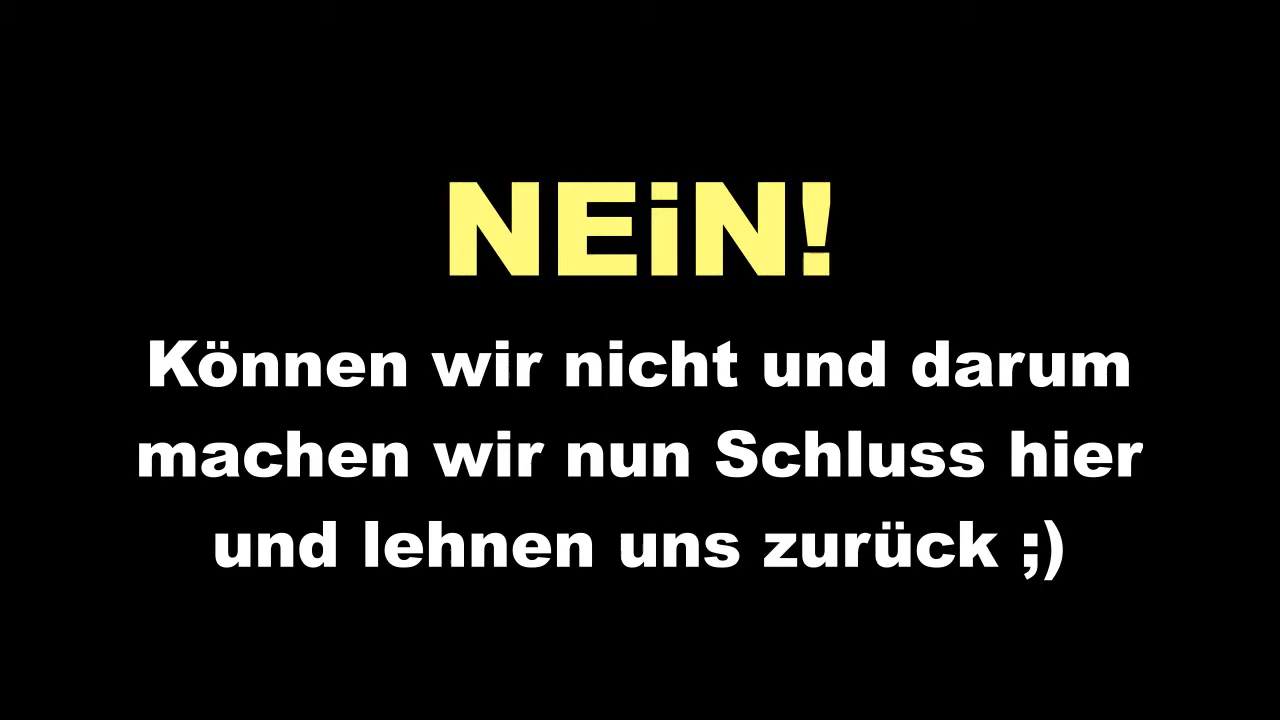 NEiN!
Können wir nicht und darum
machen wir nun Schluss hier
und lehnen uns zurück ;)